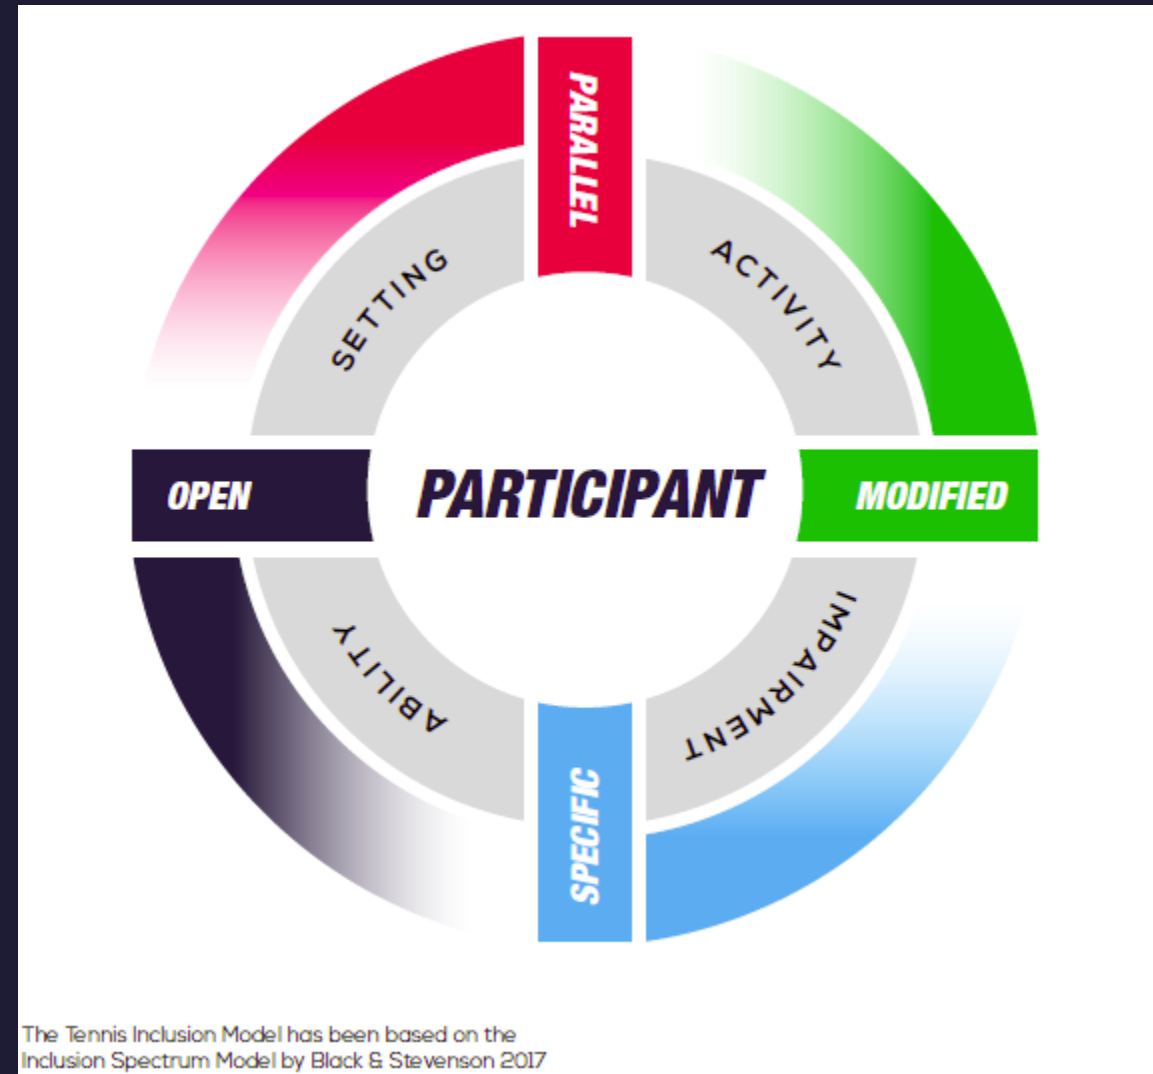 PARALLEL
SETTING
ACTIVITY
OPEN
PARTICIPANT
MODIFIED
ABILITY
IMPAIRMENT
SPECIFIC
The Tennis Inclusion Model has been based on the
Inclusion Spectrum Model by Black & Stevenson 2017